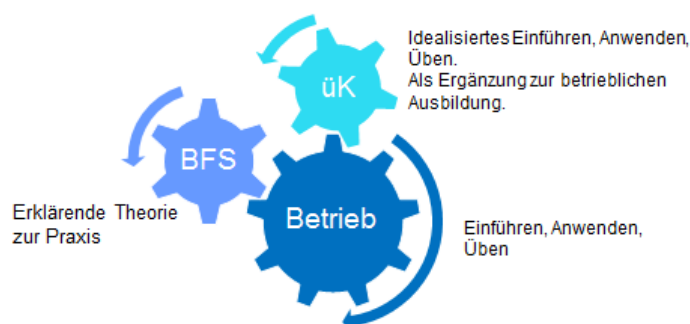 Idealisiertes Einführen, Anwenden,
Üben.
Als Ergänzung zur betrieblichen
Ausbildung.
üK
BFS
Erklärende Theorie
zur Praxis
Betrieb
Einführen, Anwenden,
Üben